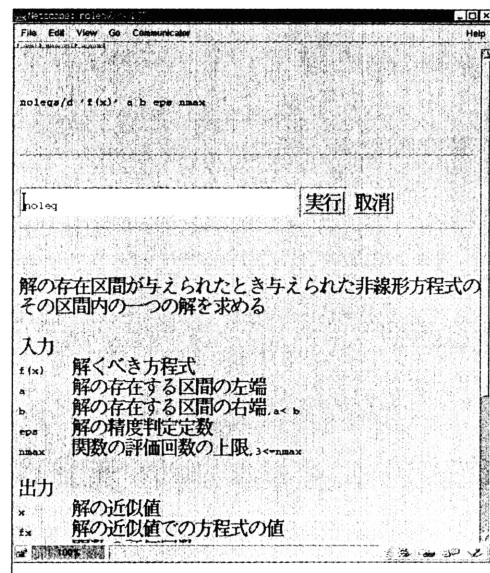 Netscape:
File Edit View Go Communicator Help
nolegs/d 'f(x)' a b eps nmax
noleg 実行 取消
解の存在区間が与えられたとき与えられた非線形方程式の
その区間内の一つの解を求める
入力
f(x) 解くべき方程式
a 解の存在する区間の左端
b 解の存在する区間の右端,a< b
eps 解の精度判定定数
nmax 関数の評価回数の上限,3<=nmax
出力
x 解の近似値
fx 解の近似値での方程式の値
100%